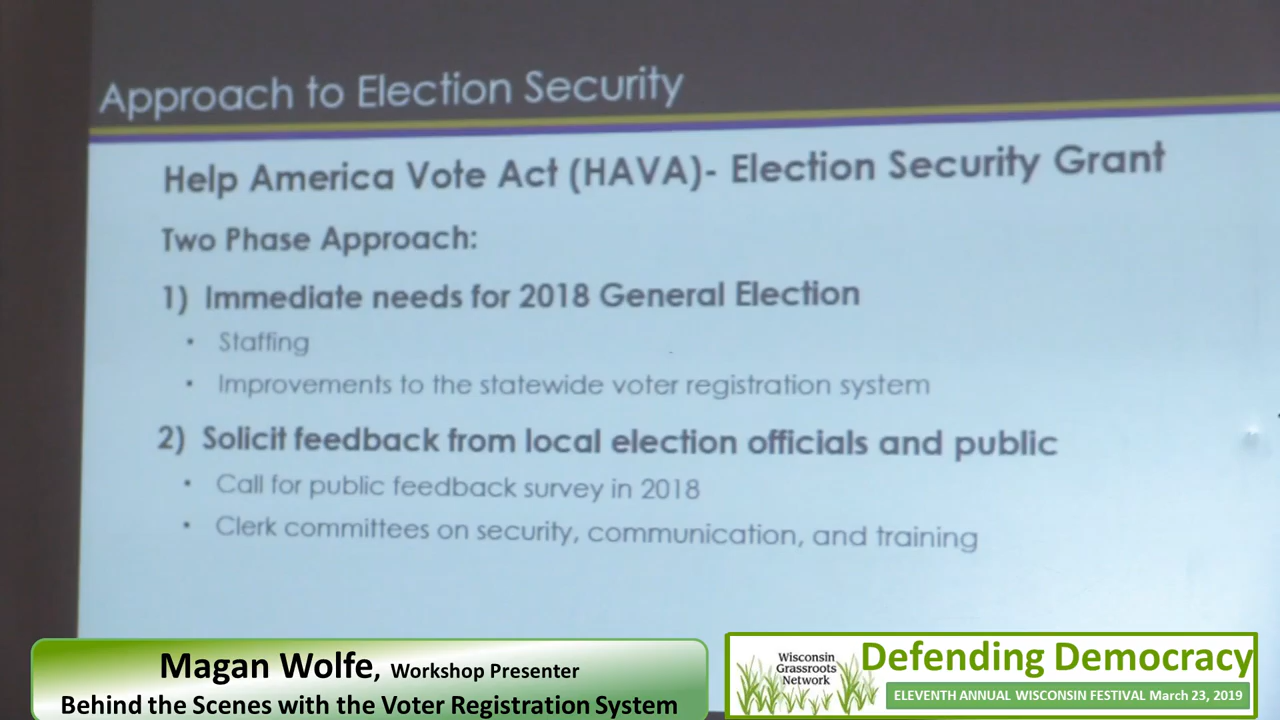 Approach to Election Security
Help America Vote Act (HAVA)- Election Security Grant
Two Phase Approach:
1) Immediate needs for 2018 General Election
• Staffing
• Improvements to the statewide voter registration system
2) Solicit feedback from local election officials and public
• Call for public feedback survey in 2018
• Clerk committees on security, communication, and training
Magan Wolfe, Workshop Presenter
Behind the Scenes with the Voter Registration System
Wisconsin
Grassroots
Network
Defending Democracy
ELEVENTH ANNUAL WISCONSIN FESTIVAL March 23, 2019